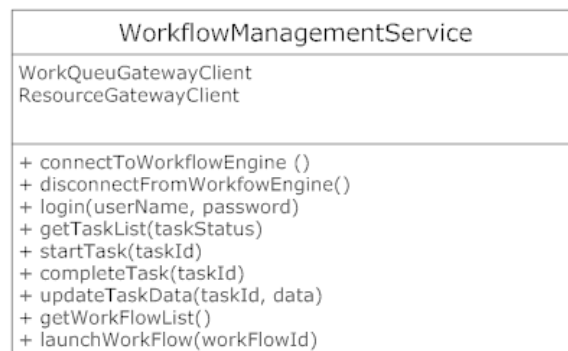 WorkflowManagementService
WorkQueuGatewayClient
ResourceGatewayClient
+ connectToWorkflowEngine ()
+ disconnectFromWorkfowEngine()
+ login(userName, password)
+ getTaskList(taskStatus)
+ startTask(taskId)
+ completeTask(taskId)
+ updateTaskData(taskId, data)
+ getWorkFlowList()
+ launchWorkFlow(workFlowId)